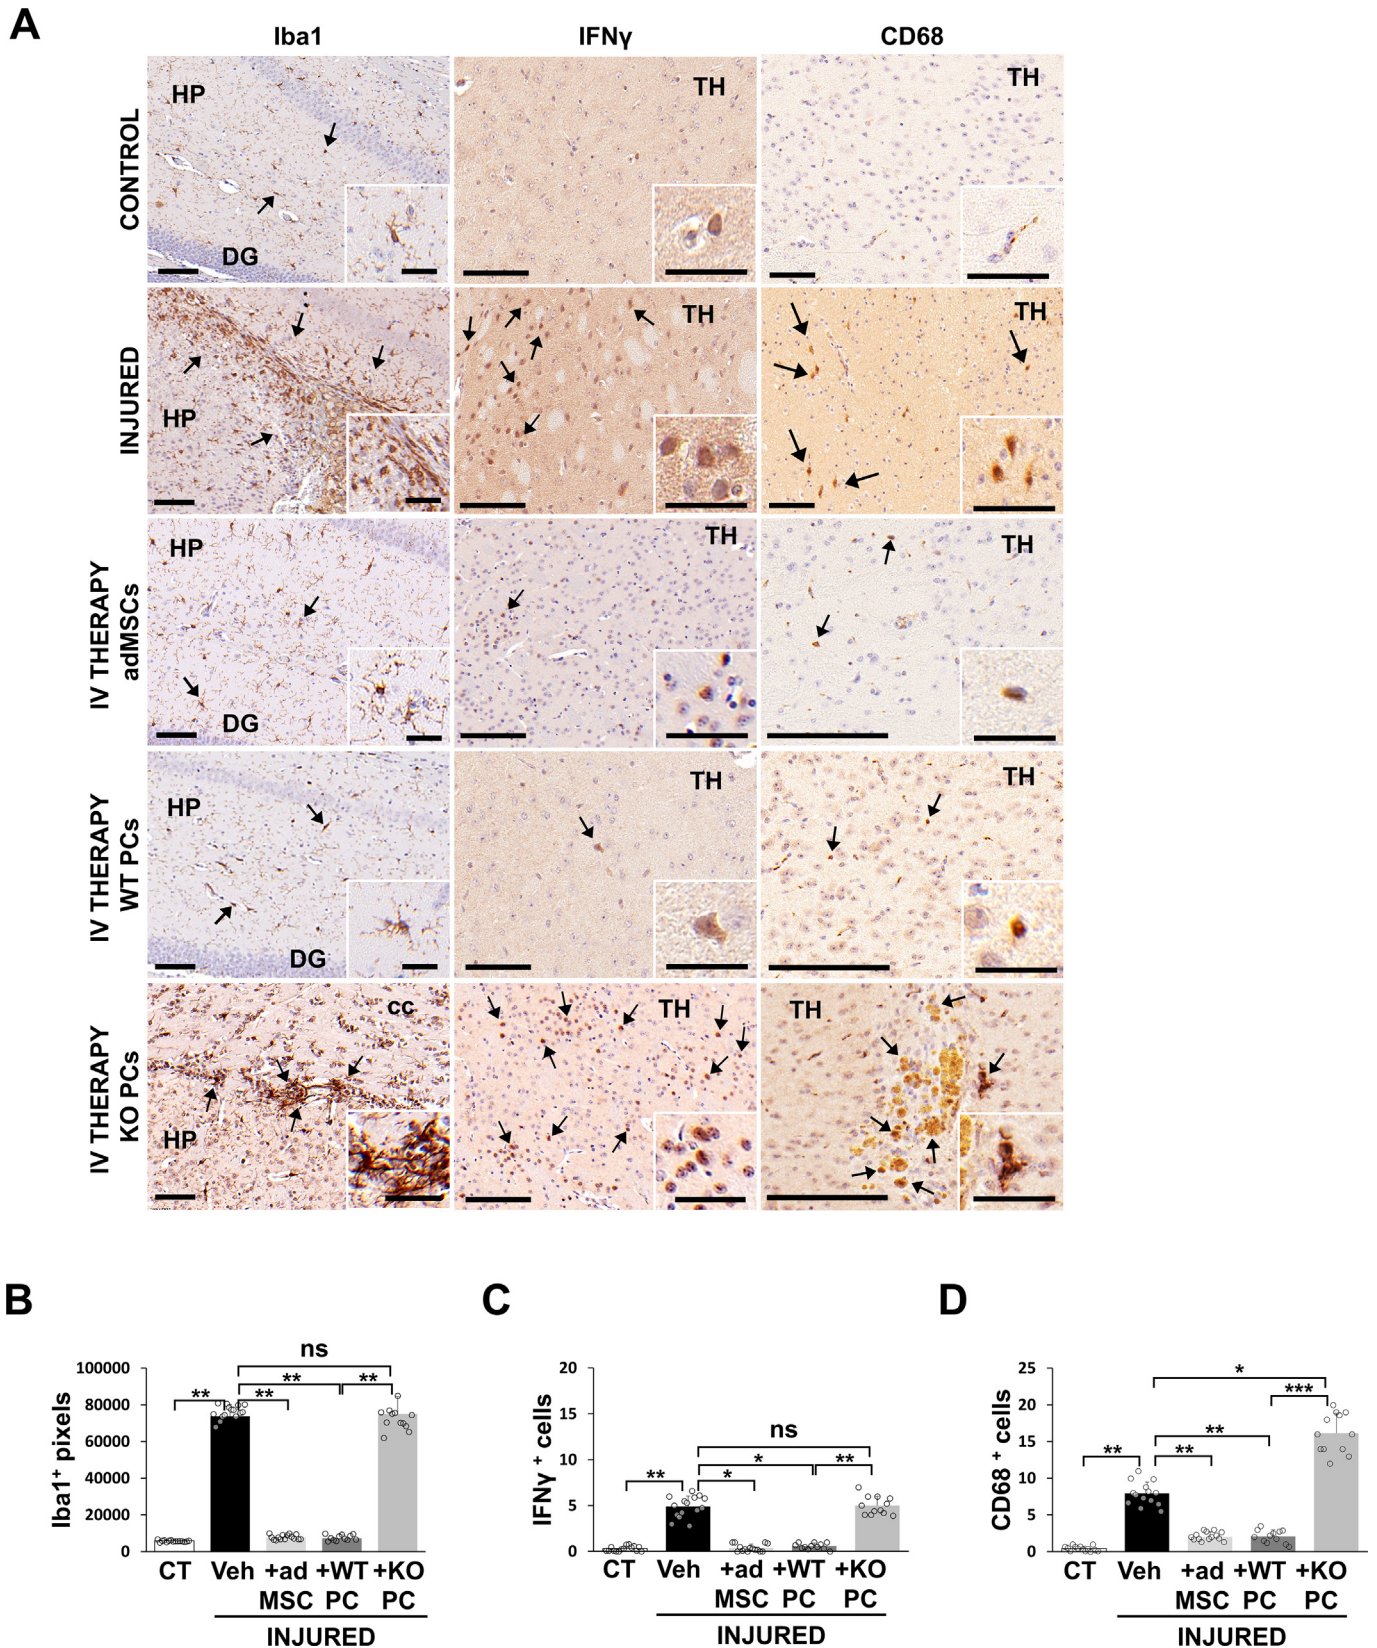 A
Iba1 IFNγ CD68
CONTROL
HP
DG
TH
TH
INJURED
HP
TH
TH
IV THERAPY
adMSCs
HP
DG
TH
TH
IV THERAPY
WT PCs
HP
DG
TH
TH
IV THERAPY
KO PCs
cc
HP
TH
TH
B
Iba1+ pixels
100000
80000
60000
40000
20000
0
ns
** **
** **
CT Veh +ad +WT +KO
MSC PC PC
INJURED
C
IFNγ + cells
20
15
10
5
0
ns
* **
** *
CT Veh +ad +WT +KO
MSC PC PC
INJURED
D
CD68 + cells
25
20
15
10
5
0
*
***
**
** **
CT Veh +ad +WT +KO
MSC PC PC
INJURED